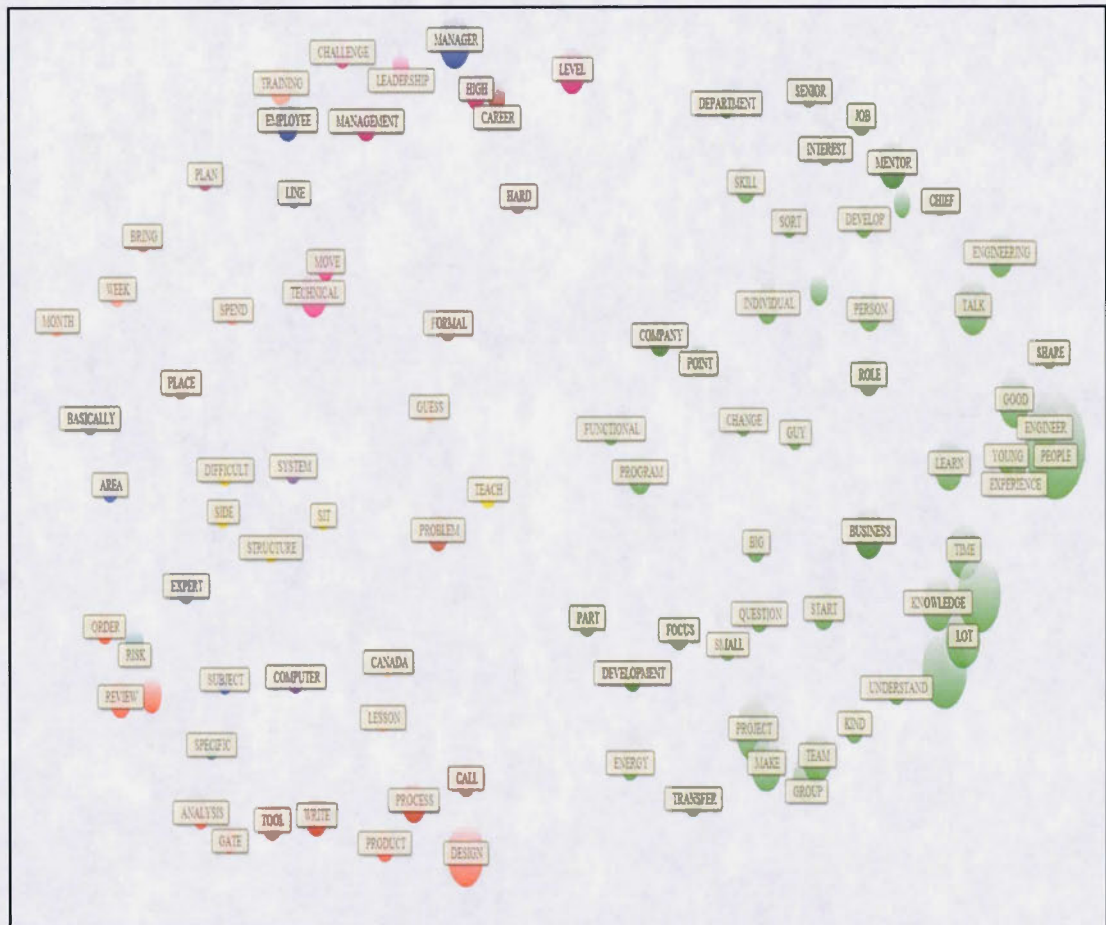 MANAGER
CHALLENGE
LEADERSHIP
LEVEL
TRAINING
HIGH
CAREER
SENIOR
DEPARTMENT
JOB
EMPLOYEE
MANAGEMENT
INTEREST
MENTOR
PLAN
SKILL
LINE
HARD
CHIEF
SORT
DEVELOP
BRING
ENGINEERING
MOVE
WEEK
TECHNICAL
INDIVIDUAL
PERSON
TALK
MONTH
SPEND
FORMAL
COMPANY
POINT
SHARE
PLACE
ROLE
GOOD
GUESS
BASICALLY
FUNCTIONAL
CHANGE
GUY
ENGINEER
YOUNG
PEOPLE
DIFFICULT
SYSTEM
PROGRAM
LEARN
EXPERIENCE
AREA
TEACH
SIDE
SIT
PROBLEM
BUSINESS
STRUCTURE
BIG
TIME
EXPERT
KNOWLEDGE
ORDER
PART
FOCUS
QUESTION
START
LOT
RISK
SMALL
CANADA
SUBJECT
COMPUTER
DEVELOPMENT
UNDERSTAND
REVIEW
LESSON
PROJECT
KIND
SPECIFIC
ENERGY
MAKE
TEAM
CALL
GROUP
PROCESS
TRANSFER
ANALYSIS
TOOL
WRITE
GATE
PRODUCT
DESIGN